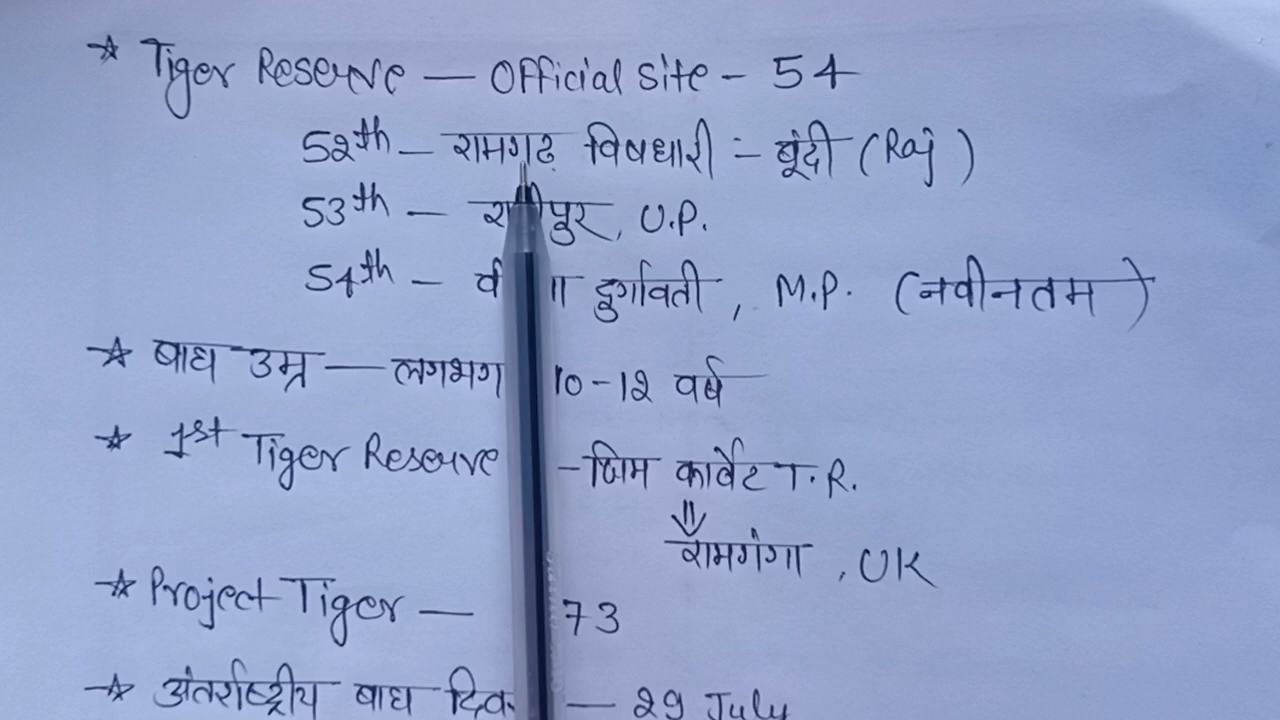 ☆ Tiger Reserve — Official Site - 54
52th — रामगढ़ विषधारी :- बूंदी (Raj)
53th — पुर, U.P.
54th — दुर्गावती, M.P. (नवीनतम)
☆ बाघ उम्र — लगभग 10-12 वर्ष
☆ 1st Tiger Reserve - जिम कार्बेट T.R.
⇓
रामगंगा, UK
☆ Project Tiger — 73
☆ अंतर्राष्ट्रीय बाघ — 29 July